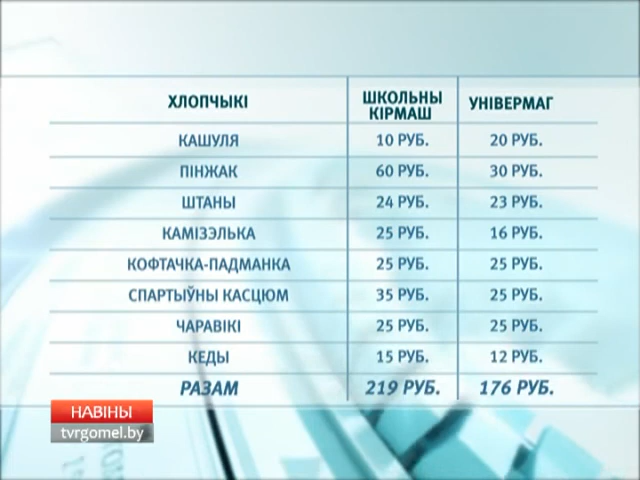 ХЛОПЧЫКІ ШКОЛЬНЫ КІРМАШ УНІВЕРМАГ
КАШУЛЯ 10 РУБ. 20 РУБ.
ПІНЖАК 60 РУБ. 30 РУБ.
ШТАНЫ 24 РУБ. 23 РУБ.
КАМІЗЭЛЬКА 25 РУБ. 16 РУБ.
КОФТАЧКА-ПАДМАНКА 25 РУБ. 25 РУБ.
СПАРТЫЎНЫ КАСЦЮМ 35 РУБ. 25 РУБ.
ЧАРАВІКІ 25 РУБ. 25 РУБ.
КЕДЫ 15 РУБ. 12 РУБ.
РАЗАМ 219 РУБ. 176 РУБ.
НАВІНЫ
tvrgomel.by